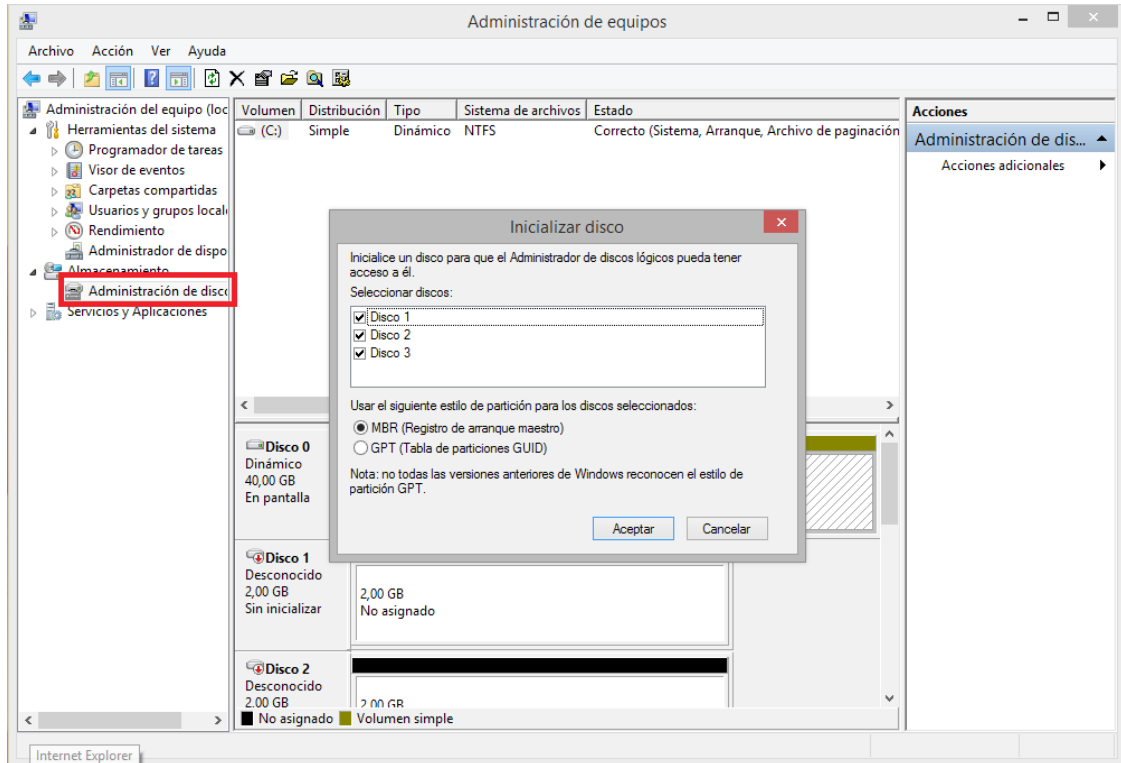 Administración de equipos
Archivo Acción Ver Ayuda
Administración del equipo (loc
Herramientas del sistema
Programador de tareas
Visor de eventos
Carpetas compartidas
Usuarios y grupos local
Rendimiento
Administrador de dispo
Almacenamiento
Administración de disc
Servicios y Aplicaciones
Volumen Distribución Tipo Sistema de archivos Estado
(C:) Simple Dinámico NTFS Correcto (Sistema, Arranque, Archivo de paginación
Acciones
Administración de dis...
Acciones adicionales
Inicializar disco
Inicialice un disco para que el Administrador de discos lógicos pueda tener
acceso a él.
Seleccionar discos:
Disco 1
Disco 2
Disco 3
Usar el siguiente estilo de partición para los discos seleccionados:
MBR (Registro de arranque maestro)
GPT (Tabla de particiones GUID)
Nota: no todas las versiones anteriores de Windows reconocen el estilo de
partición GPT.
Aceptar Cancelar
Disco 0
Dinámico
40,00 GB
En pantalla
Disco 1
Desconocido
2,00 GB
Sin inicializar
2,00 GB
No asignado
Disco 2
Desconocido
2,00 GB
2,00 GB
No asignado Volumen simple
Internet Explorer